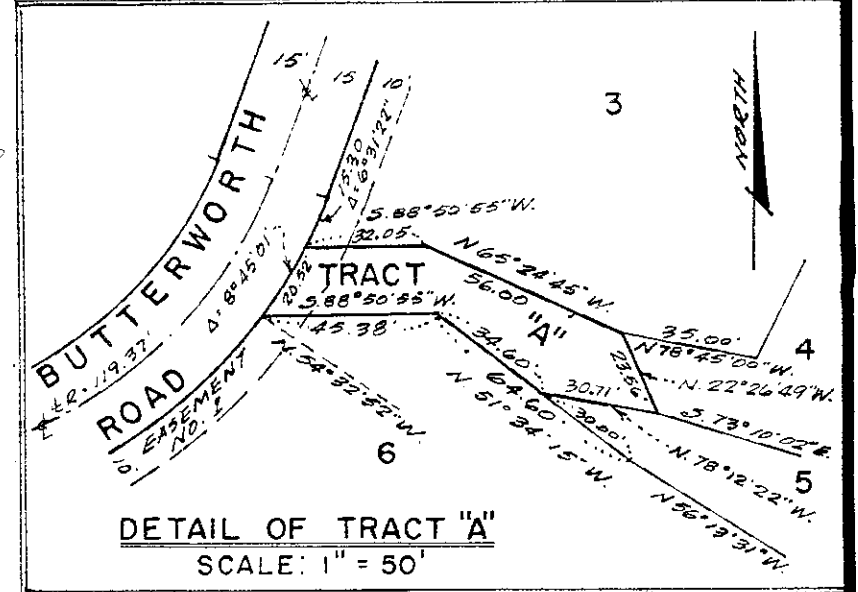 15'
15
10'
15.30
Δ=6°31'22"
3
NORTH
BUTTERWORTH
ROAD
S.88°50'55"W.
32.05
N 65°24'45" W.
56.00
TRACT
"A"
S.88°50'55"W.
45.38'
20.52
Δ=8°45'01"
℄R=119.37'
10'
EASEMENT
NO. 1
N.54°32'52"W.
34.60'
64.60'
N. 51°34'15" W.
35.00'
N78°45'00"W.
4
23.56
N. 22°26'49"W.
30.71
30.00'
S.73°10'02"E.
N.78°12'22"W.
5
N56°13'31"W.
6
DETAIL OF TRACT "A"
SCALE: 1" = 50'